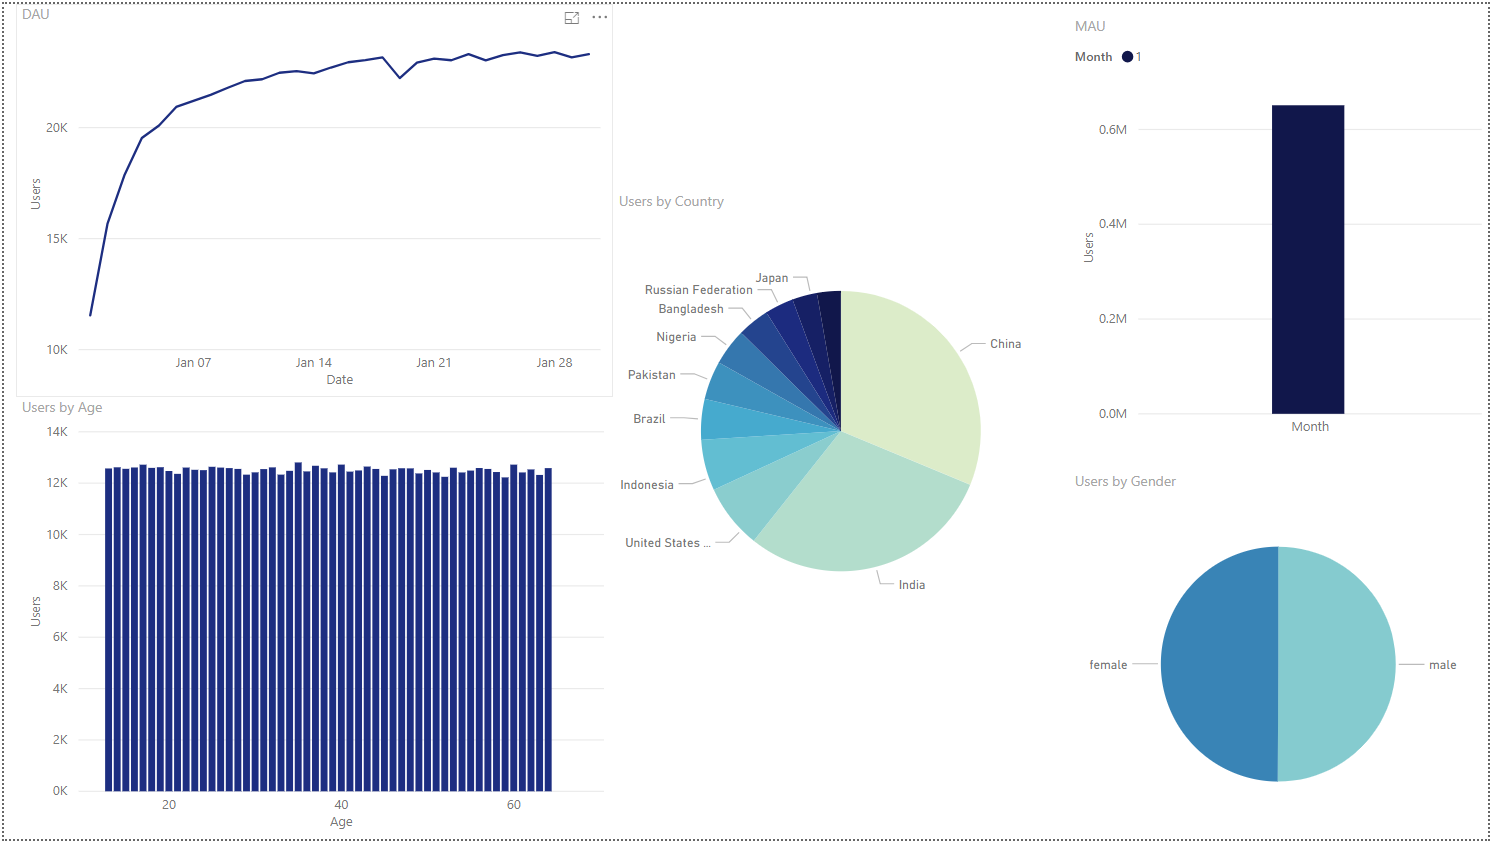 DAU
20K
15K
10K
Users
Jan 07
Jan 14
Jan 21
Jan 28
Date
Users by Age
14K
12K
10K
8K
6K
4K
2K
0K
Users
20
40
60
Age
Users by Country
Japan
Russian Federation
Bangladesh
Nigeria
Pakistan
Brazil
Indonesia
United States ...
India
China
MAU
Month 1
0.6M
0.4M
0.2M
0.0M
Users
Month
Users by Gender
female
male